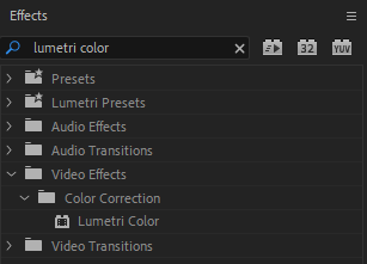 Effects
lumetri color
32
YUV
Presets
Lumetri Presets
Audio Effects
Audio Transitions
Video Effects
Color Correction
Lumetri Color
Video Transitions